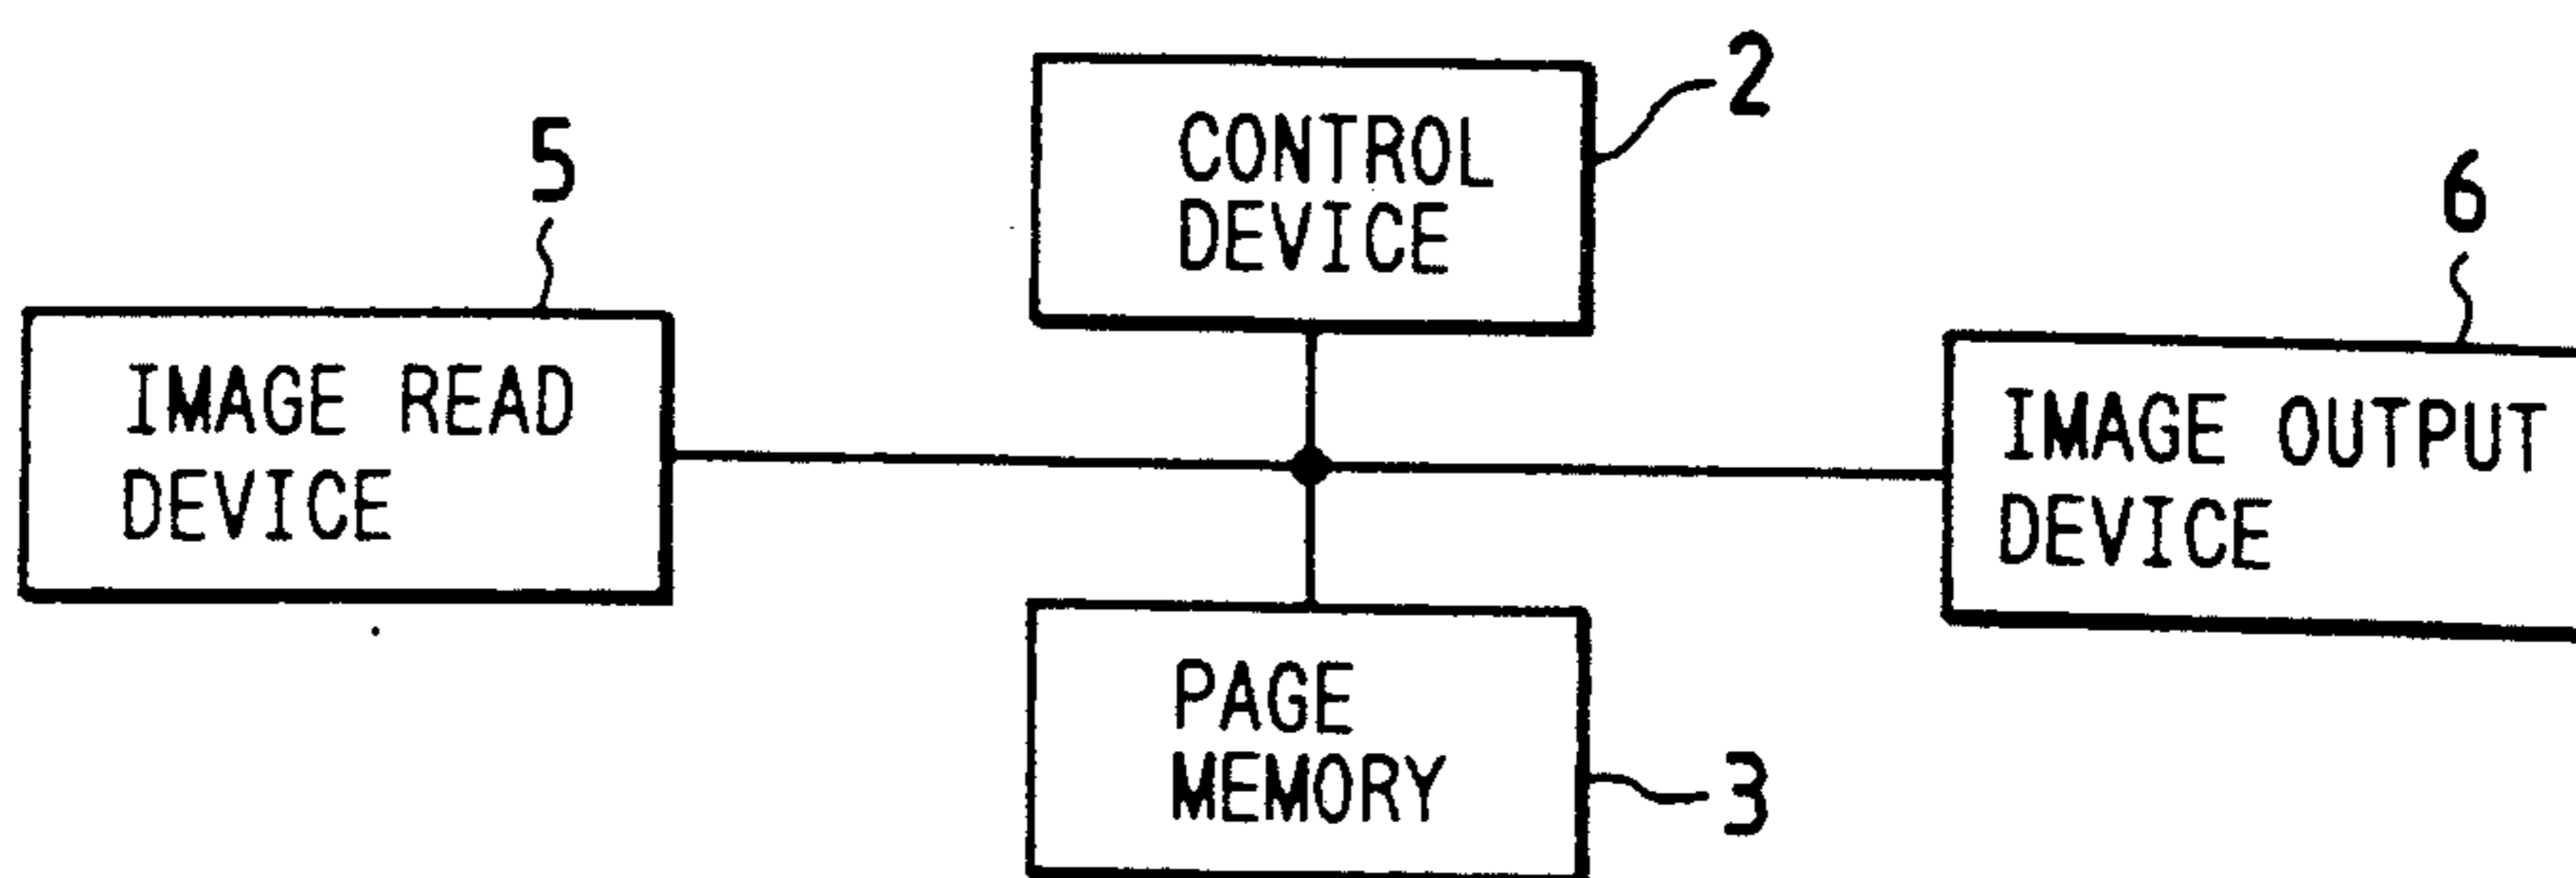 2
CONTROL
DEVICE
5
IMAGE READ
DEVICE
6
IMAGE OUTPUT
DEVICE
PAGE
MEMORY
3